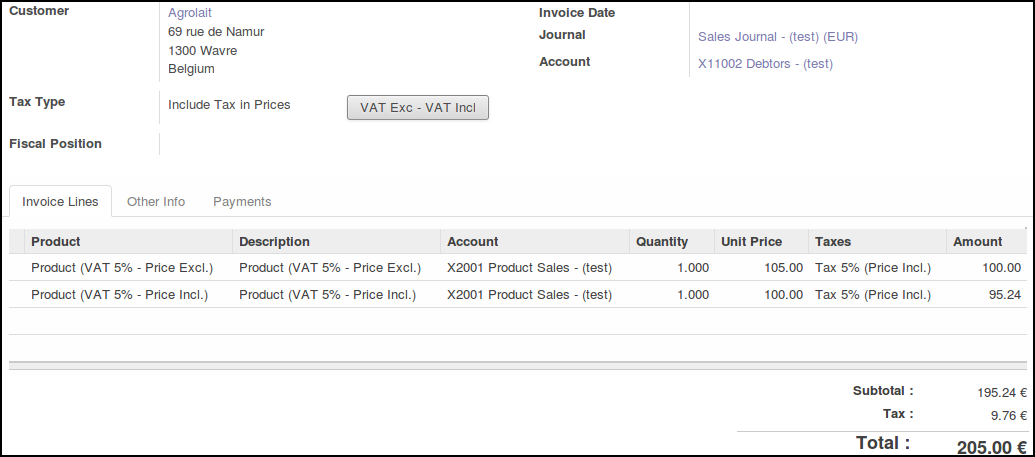 Customer Agrolait Invoice Date
69 rue de Namur Journal Sales Journal - (test) (EUR)
1300 Wavre
Belgium Account X11002 Debtors - (test)
Tax Type Include Tax in Prices VAT Exc - VAT Incl
Fiscal Position
Invoice Lines Other Info Payments
Product Description Account Quantity Unit Price Taxes Amount
Product (VAT 5% - Price Excl.) Product (VAT 5% - Price Excl.) X2001 Product Sales - (test) 1.000 105.00 Tax 5% (Price Incl.) 100.00
Product (VAT 5% - Price Incl.) Product (VAT 5% - Price Incl.) X2001 Product Sales - (test) 1.000 100.00 Tax 5% (Price Incl.) 95.24
Subtotal : 195.24 €
Tax : 9.76 €
Total : 205.00 €